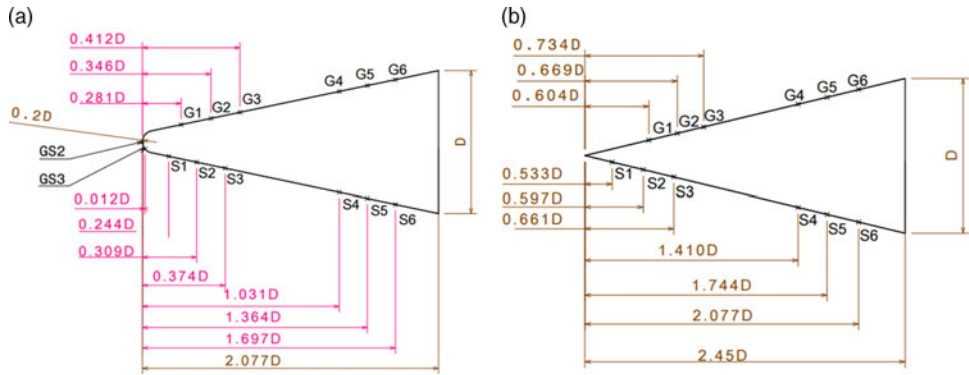 (a)
0.412D
0.346D
0.281D
0.2D
G1 G2 G3 G4 G5 G6
D
GS2
GS3
S1 S2 S3 S4 S5 S6
0.012D
0.244D
0.309D
0.374D
1.031D
1.364D
1.697D
2.077D
(b)
0.734D
0.669D
0.604D
G1 G2 G3 G4 G5 G6
D
S1 S2 S3 S4 S5 S6
0.533D
0.597D
0.661D
1.410D
1.744D
2.077D
2.45D